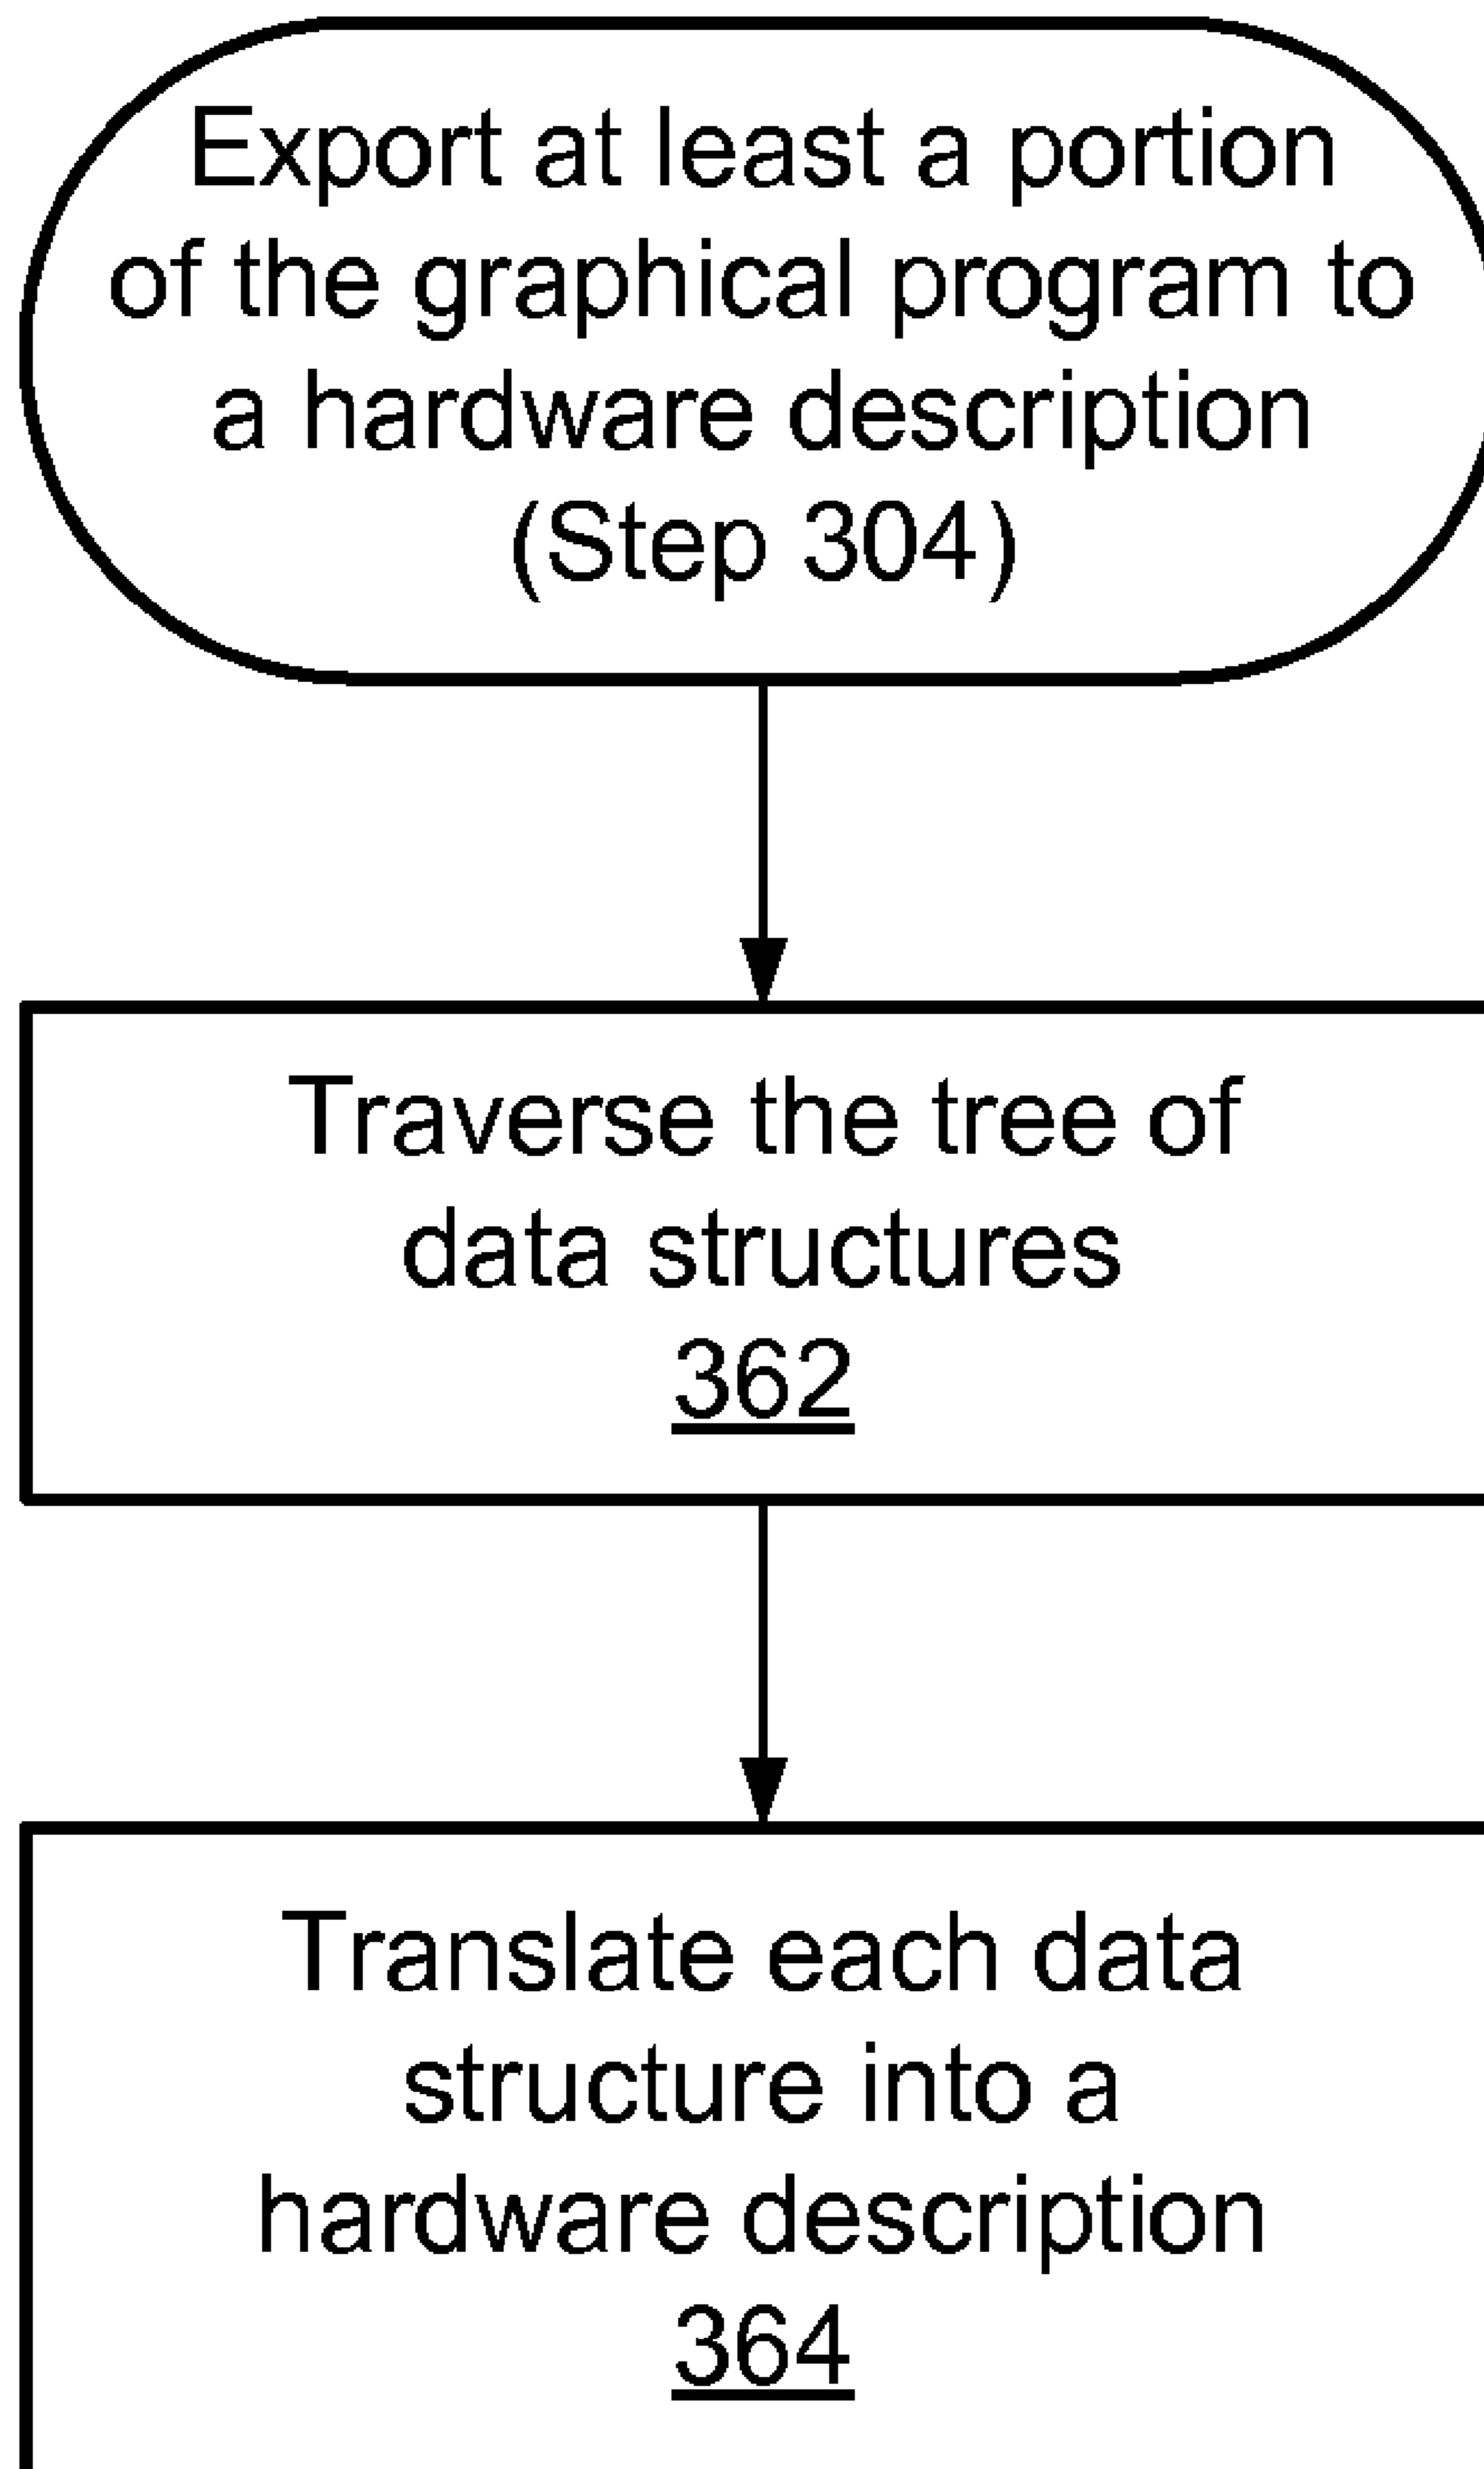 Export at least a portion
of the graphical program to
a hardware description
(Step 304)
Traverse the tree of
data structures
362
Translate each data
structure into a
hardware description
364